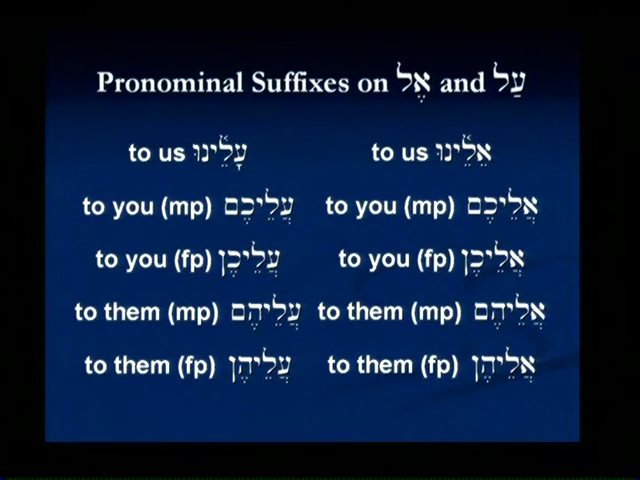 Pronominal Suffixes on אֶל and עַל
to us עָלֵ֫ינוּ to us אֵלֵ֫ינוּ
to you (mp) עֲלֵיכֶם to you (mp) אֲלֵיכֶם
to you (fp) עֲלֵיכֶן to you (fp) אֲלֵיכֶן
to them (mp) עֲלֵיהֶם to them (mp) אֲלֵיהֶם
to them (fp) עֲלֵיהֶן to them (fp) אֲלֵיהֶן